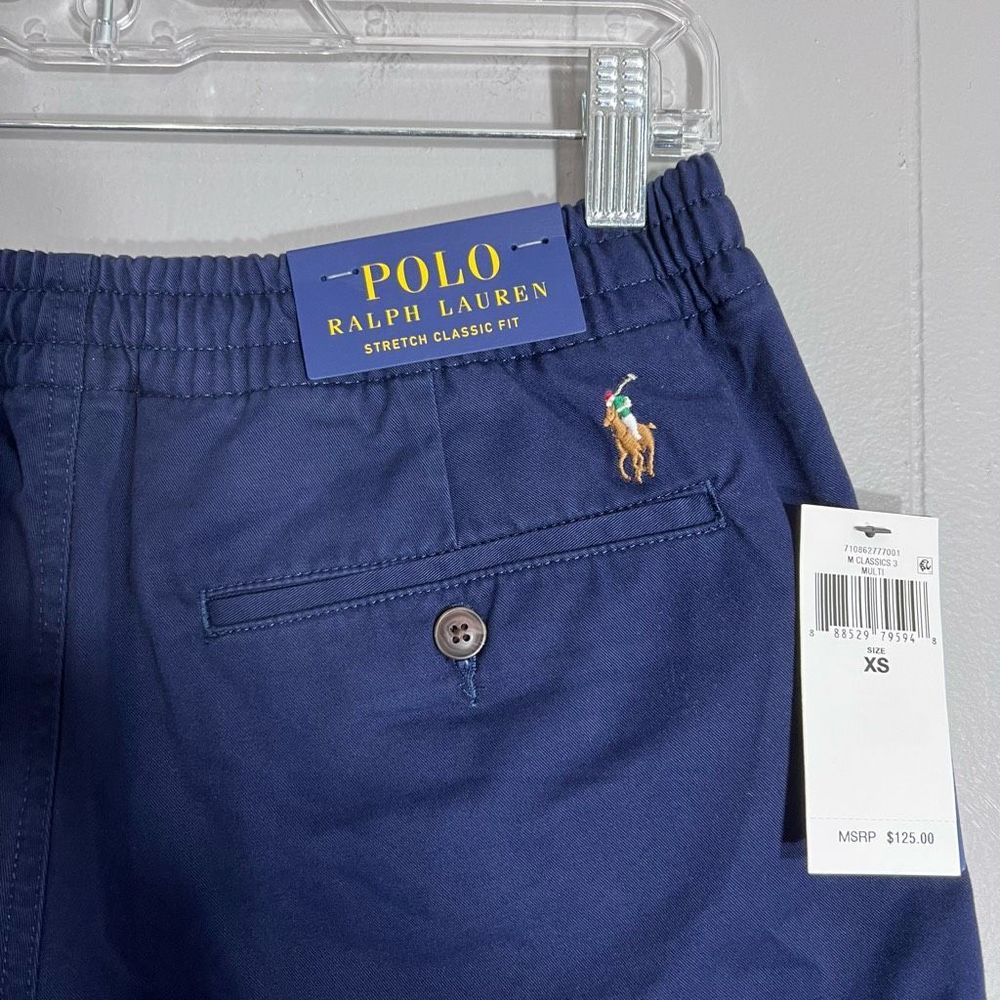 POLO
RALPH LAUREN
STRETCH CLASSIC FIT
710862777001
M CLASSICS 3
MULTI
8 88529 79594 8
SIZE
XS
MSRP $125.00